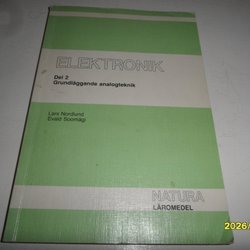 ELEKTRONIK
Del 2
Grundläggande analogteknik
Lars Nordlund
Evald Soomägi
NATURA
LÄROMEDEL
2026/